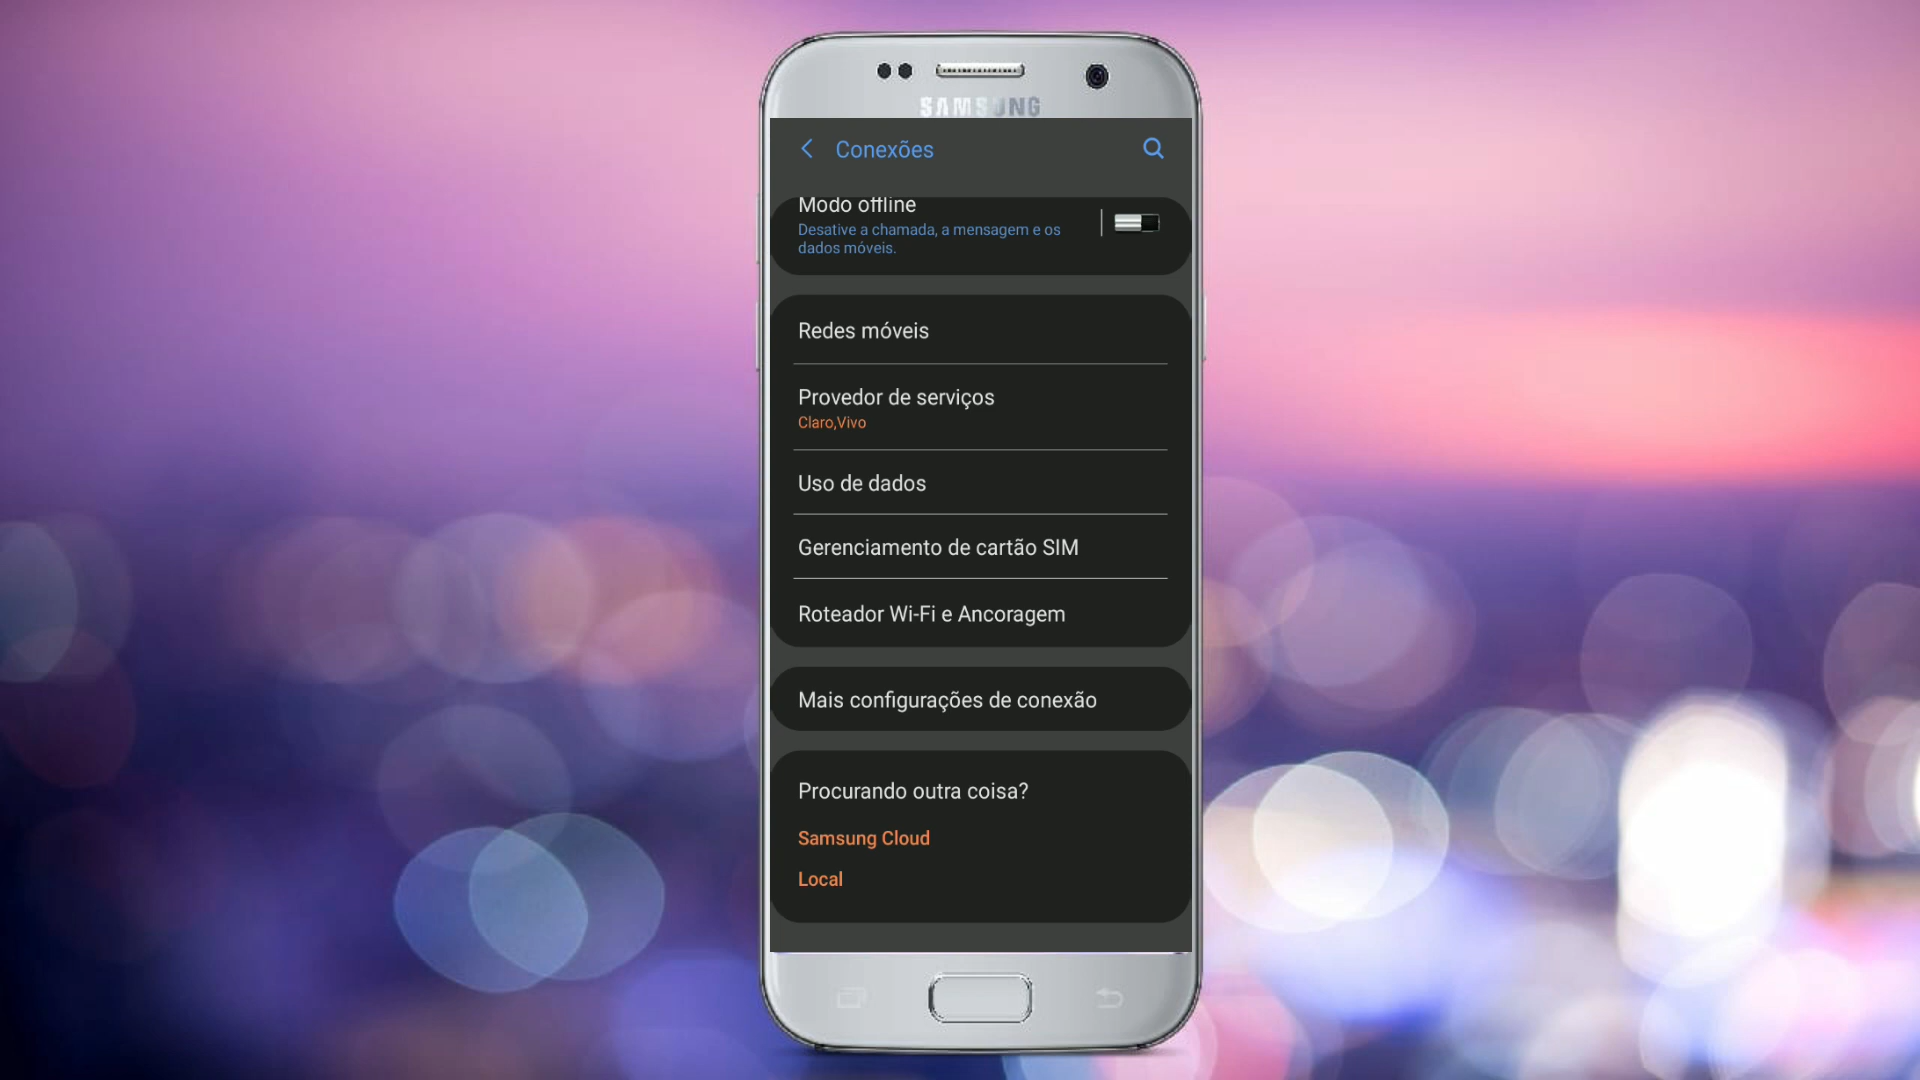 SAMSUNG
Conexões
Modo offline
Desative a chamada, a mensagem e os
dados móveis.
Redes móveis
Provedor de serviços
Claro,Vivo
Uso de dados
Gerenciamento de cartão SIM
Roteador Wi-Fi e Ancoragem
Mais configurações de conexão
Procurando outra coisa?
Samsung Cloud
Local